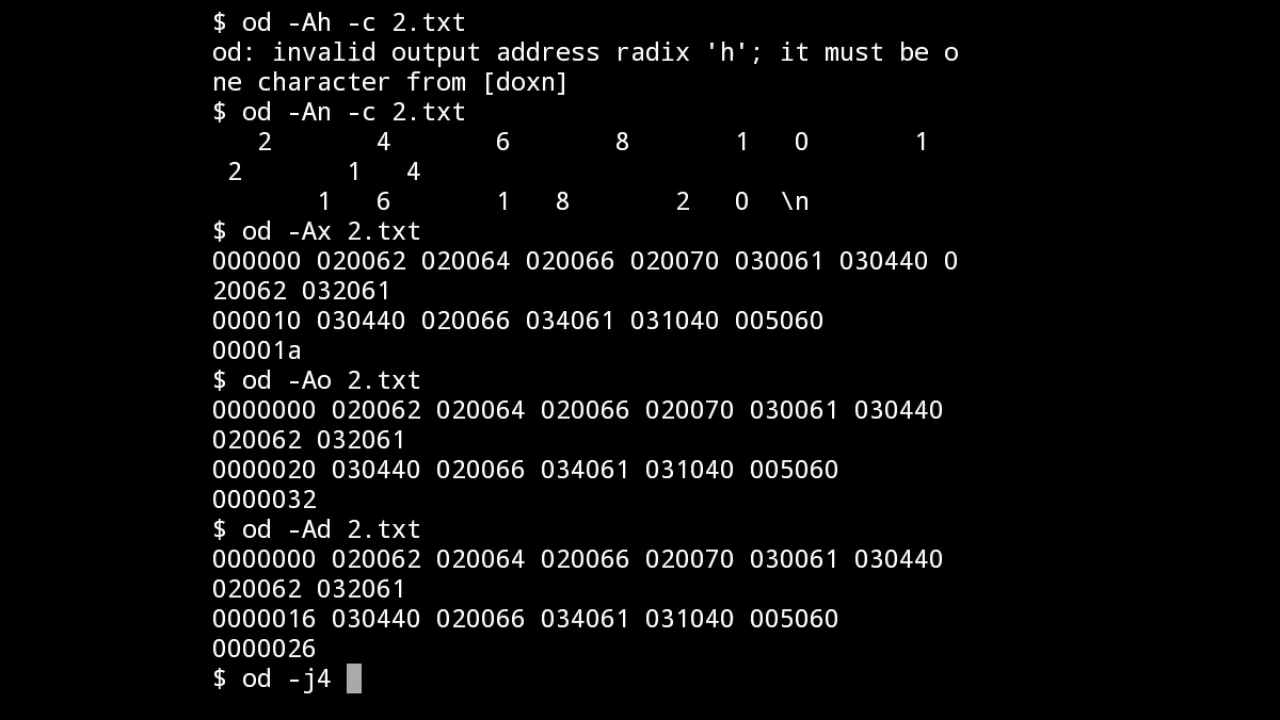 $ od -Ah -c 2.txt
od: invalid output address radix 'h'; it must be o
ne character from [doxn]
$ od -An -c 2.txt
   2       4       6       8       1   0       1
 2       1   4
       1   6       1   8       2   0  \n
$ od -Ax 2.txt
000000 020062 020064 020066 020070 030061 030440 0
20062 032061
000010 030440 020066 034061 031040 005060
00001a
$ od -Ao 2.txt
0000000 020062 020064 020066 020070 030061 030440
020062 032061
0000020 030440 020066 034061 031040 005060
0000032
$ od -Ad 2.txt
0000000 020062 020064 020066 020070 030061 030440
020062 032061
0000016 030440 020066 034061 031040 005060
0000026
$ od -j4